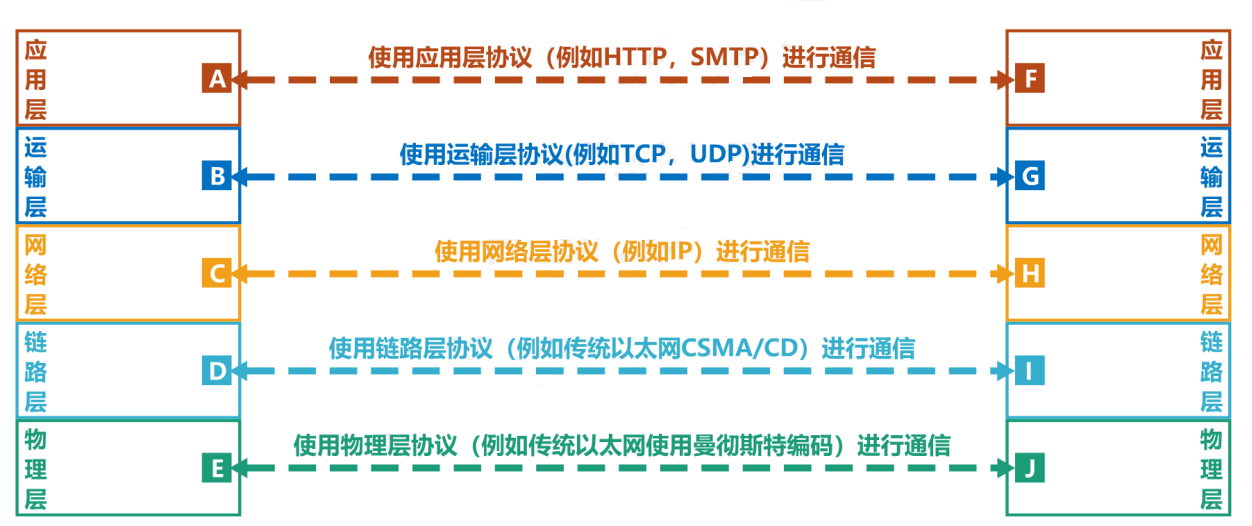 应用层
A
使用应用层协议（例如HTTP，SMTP）进行通信
F
应用层
运输层
B
使用运输层协议(例如TCP，UDP)进行通信
G
运输层
网络层
C
使用网络层协议（例如IP）进行通信
H
网络层
链路层
D
使用链路层协议（例如传统以太网CSMA/CD）进行通信
I
链路层
物理层
E
使用物理层协议（例如传统以太网使用曼彻斯特编码）进行通信
J
物理层